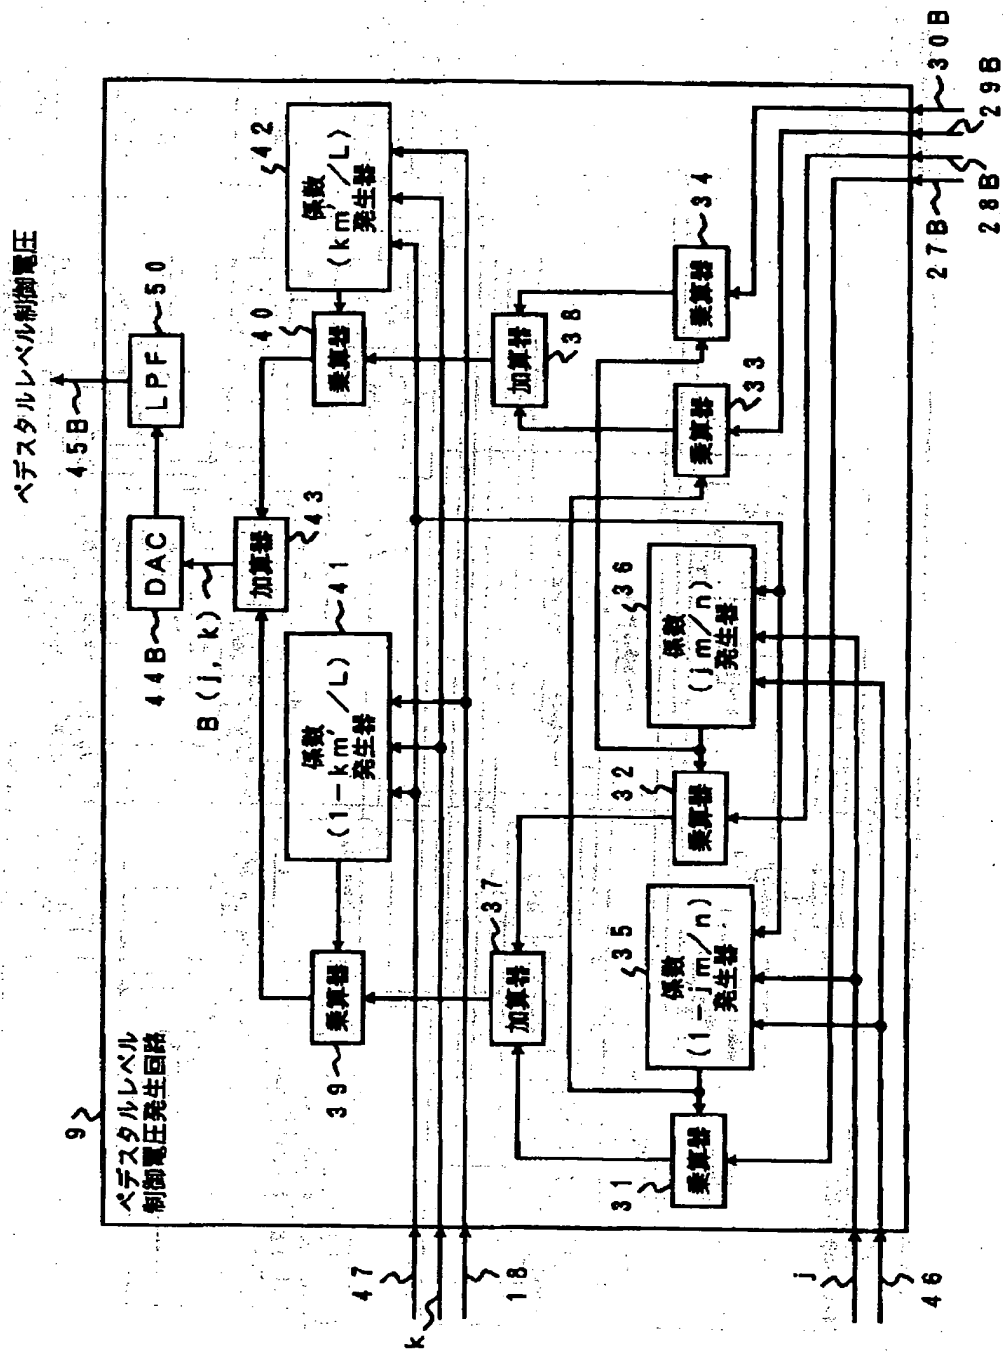 ペデスタルレベル制御電圧
45B
LPF
50
DAC
44B
B(j, k)
9
ペデスタルレベル
制御電圧発生回路
加算器
43
係数
(1-km'/L)
発生器
41
係数
(km'/L)
発生器
42
乗算器
39
乗算器
40
47
k
18
加算器
37
加算器
38
係数
(1-jm/n)
発生器
35
係数
(jm/n)
発生器
36
乗算器
31
乗算器
32
乗算器
33
乗算器
34
j
46
27B
28B
29B
30B